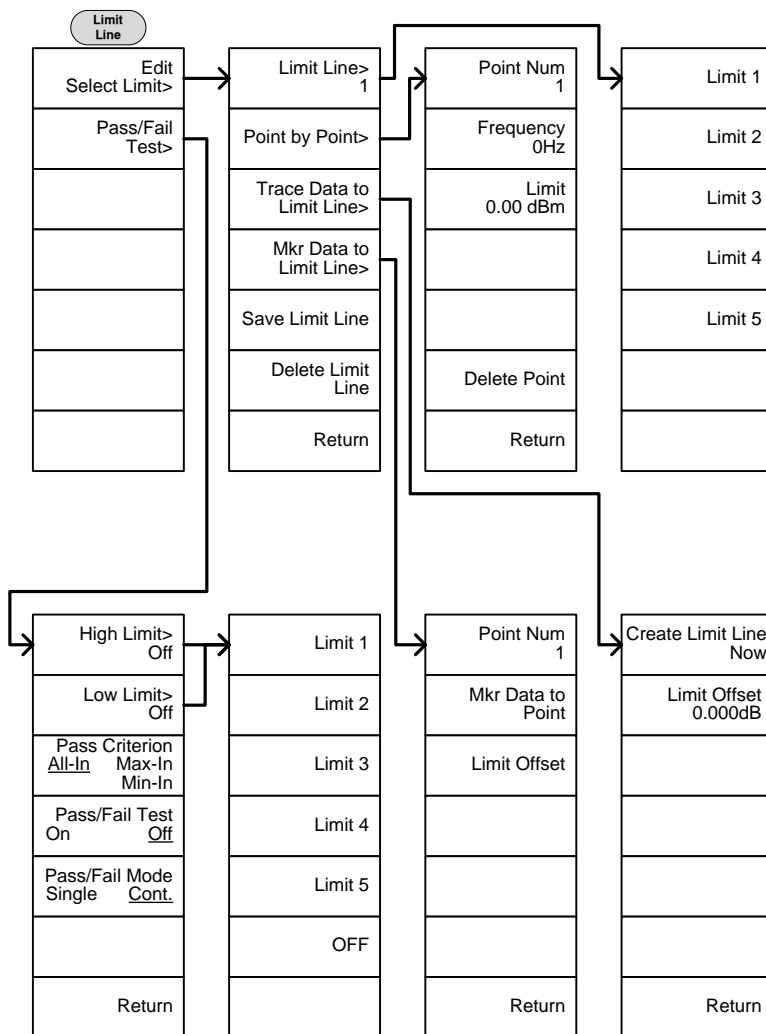 Limit
Line
Edit
Select Limit>
Pass/Fail
Test>
Limit Line>
1
Point by Point>
Trace Data to
Limit Line>
Mkr Data to
Limit Line>
Save Limit Line
Delete Limit
Line
Return
Point Num
1
Frequency
0Hz
Limit
0.00 dBm
Delete Point
Return
Limit 1
Limit 2
Limit 3
Limit 4
Limit 5
High Limit>
Off
Low Limit>
Off
Pass Criterion
All-In Max-In
Min-In
Pass/Fail Test
On Off
Pass/Fail Mode
Single Cont.
Return
Limit 1
Limit 2
Limit 3
Limit 4
Limit 5
OFF
Point Num
1
Mkr Data to
Point
Limit Offset
Return
Create Limit Line
Now
Limit Offset
0.000dB
Return